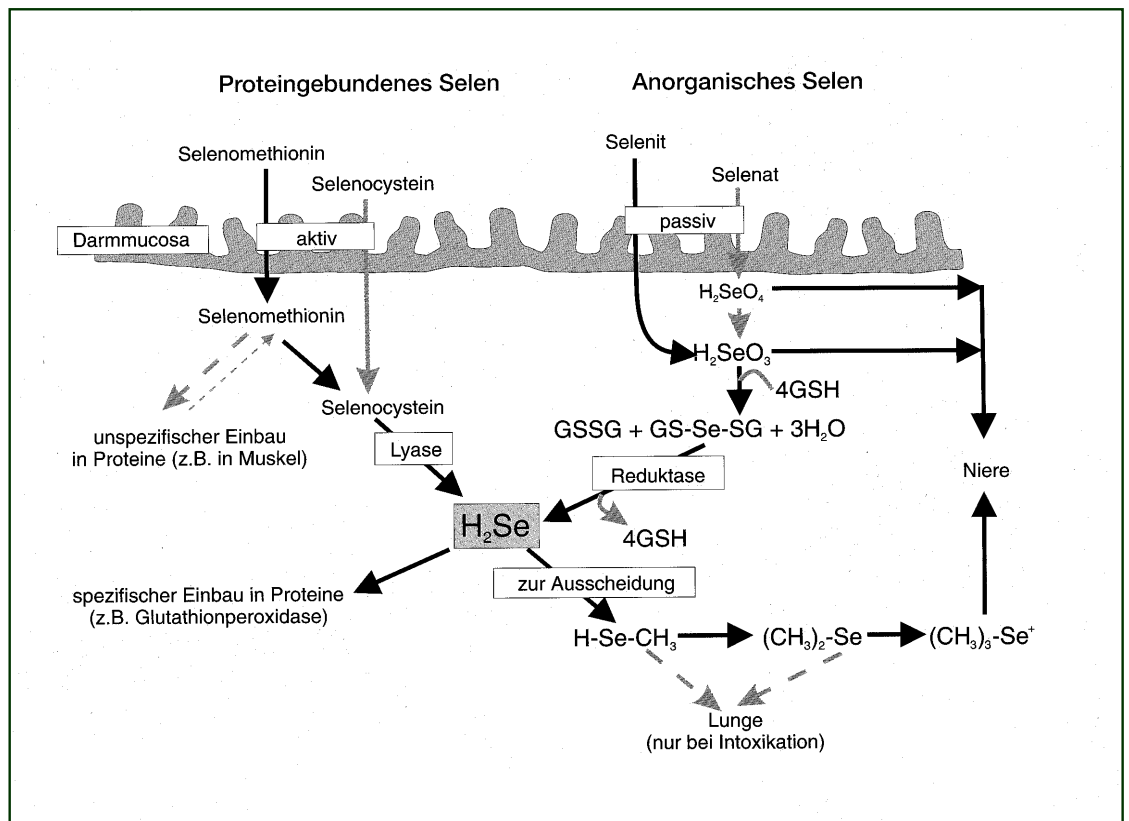 Proteingebundenes Selen
Anorganisches Selen
Selenomethionin
Selenocystein
Selenit
Selenat
Darmmucosa
aktiv
passiv
Selenomethionin
H₂SeO₄
H₂SeO₃
4GSH
Selenocystein
unspezifischer Einbau
in Proteine (z.B. in Muskel)
Lyase
GSSG + GS-Se-SG + 3H₂O
Reduktase
Niere
H₂Se
4GSH
zur Ausscheidung
spezifischer Einbau in Proteine
(z.B. Glutathionperoxidase)
H-Se-CH₃
(CH₃)₂-Se
(CH₃)₃-Se⁺
Lunge
(nur bei Intoxikation)